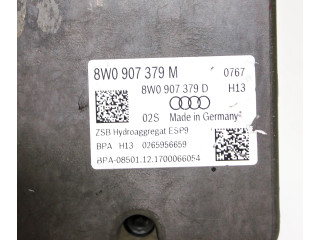 8W0 907 379 M 0767
8W0 907 379 D H13
02S Made in Germany
ZSB Hydroaggregat ESP9
BPA H13 0265956659
BPA-08501.12.1700066054